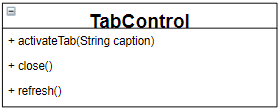 TabControl
+ activateTab(String caption)
+ close()
+ refresh()